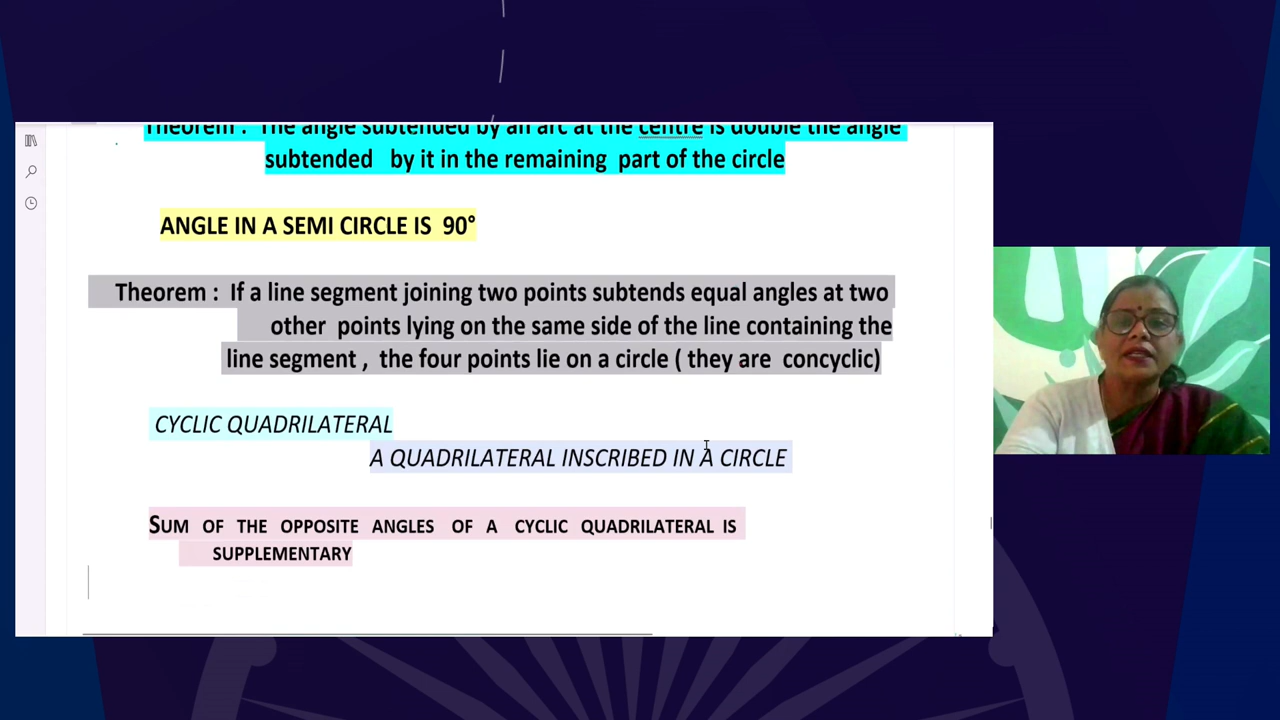 Theorem : The angle subtended by an arc at the centre is double the angle
subtended by it in the remaining part of the circle
ANGLE IN A SEMI CIRCLE IS 90°
Theorem : If a line segment joining two points subtends equal angles at two
other points lying on the same side of the line containing the
line segment , the four points lie on a circle ( they are concyclic)
CYCLIC QUADRILATERAL
A QUADRILATERAL INSCRIBED IN A CIRCLE
SUM OF THE OPPOSITE ANGLES OF A CYCLIC QUADRILATERAL IS
SUPPLEMENTARY